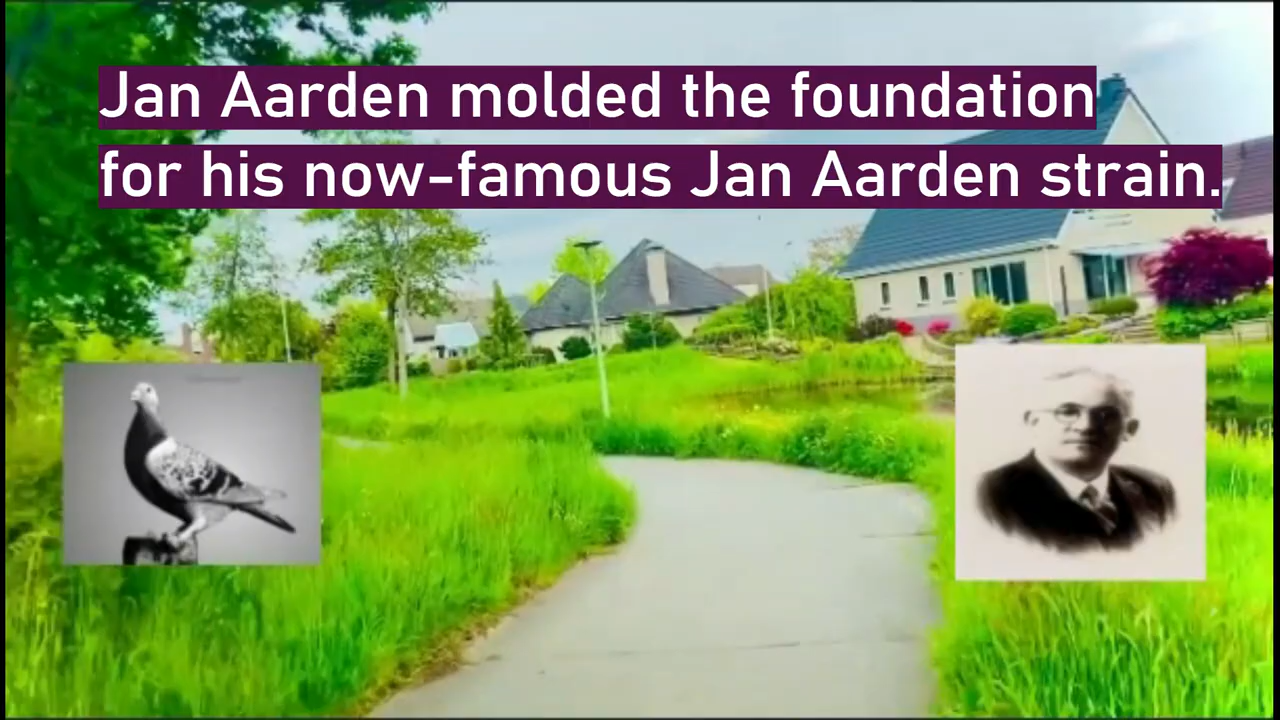 Jan Aarden molded the foundation
for his now-famous Jan Aarden strain.